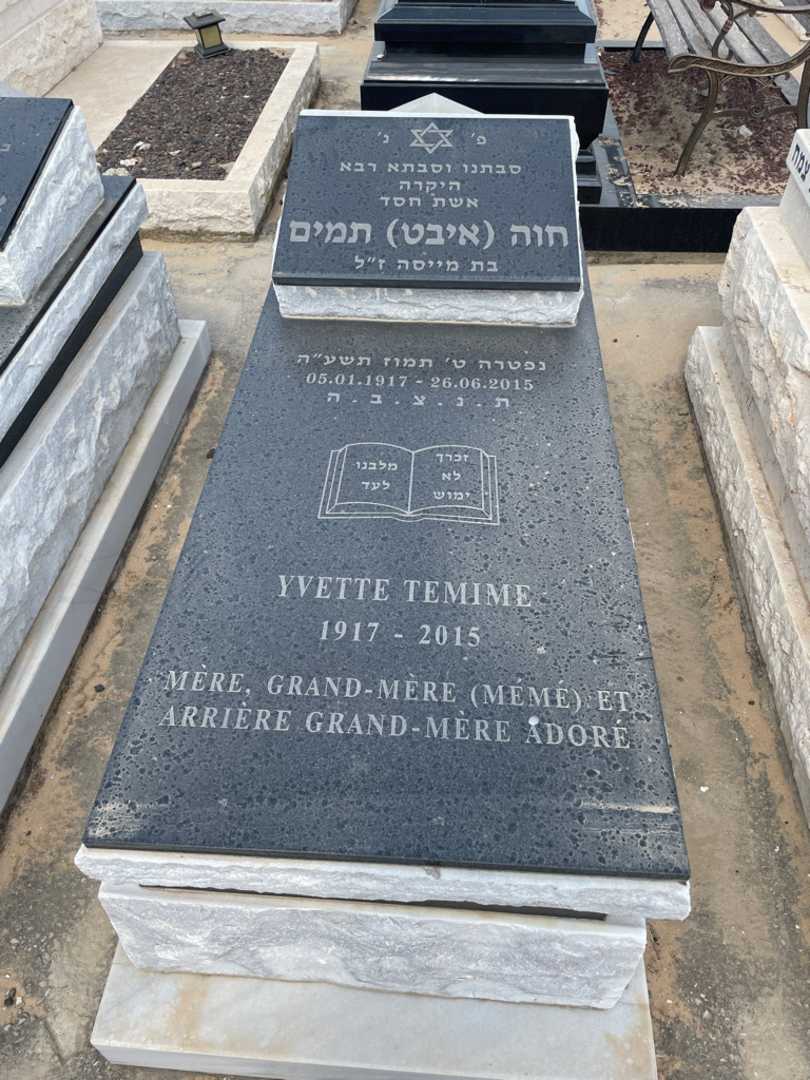 פ׳ נ׳
סבתנו וסבתא רבא
היקרה
אשת חסד
חוה (איבט) תמים
בת מייסה ז״ל
נפטרה ט׳ תמוז תשע״ה
05.01.1917 - 26.06.2015
ת . נ . צ . ב . ה
זכרך
לא
ימוש
מלבנו
לעד
YVETTE TEMIME
1917 - 2015
MÈRE, GRAND-MÈRE (MÉMÉ) ET
ARRIÈRE GRAND-MÈRE ADORÉ